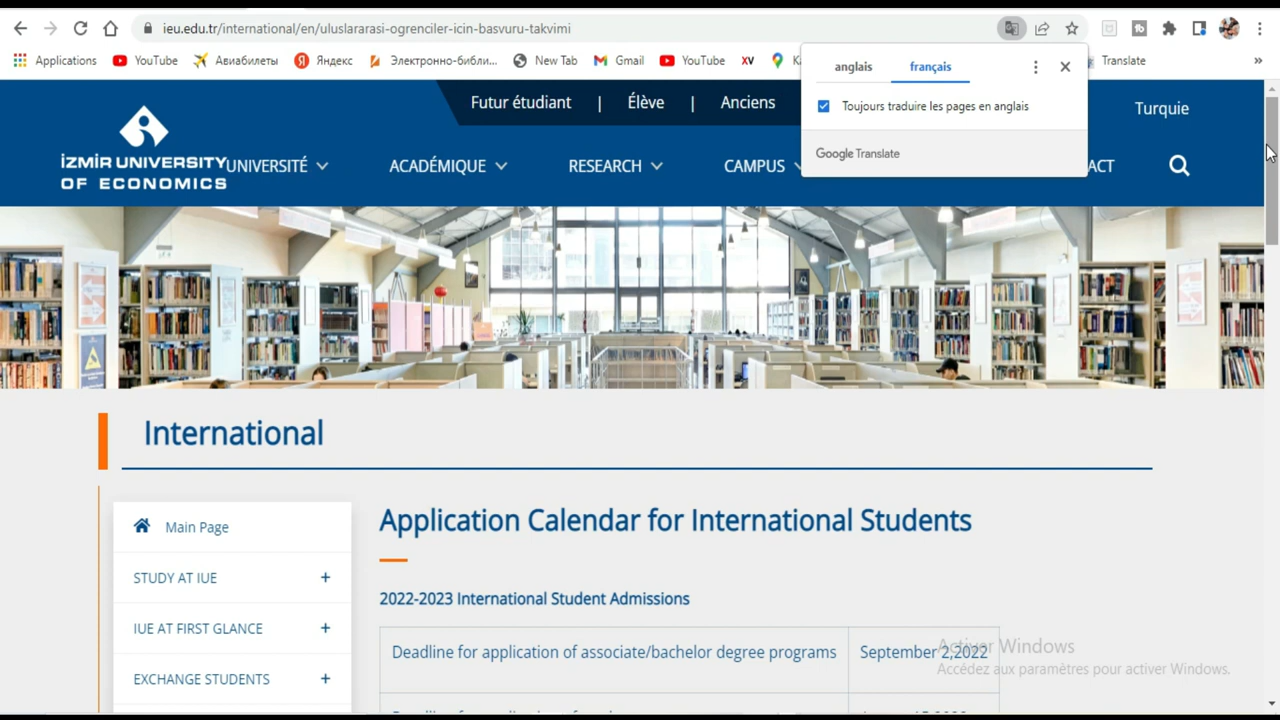 ieu.edu.tr/international/en/uluslararasi-ogrenciler-icin-basvuru-takvimi
Applications YouTube Авиабилеты Яндекс Электронно-библи... New Tab Gmail YouTube XV Translate »
anglais français
Toujours traduire les pages en anglais
Google Translate
Futur étudiant | Élève | Anciens
Turquie
İZMİR UNIVERSITY
OF ECONOMICS
UNIVERSITÉ ACADÉMIQUE RESEARCH CAMPUS
International
Main Page
STUDY AT IUE +
IUE AT FIRST GLANCE +
EXCHANGE STUDENTS +
Application Calendar for International Students
2022-2023 International Student Admissions
Deadline for application of associate/bachelor degree programs September 2,2022
Activer Windows
Accédez aux paramètres pour activer Windows.